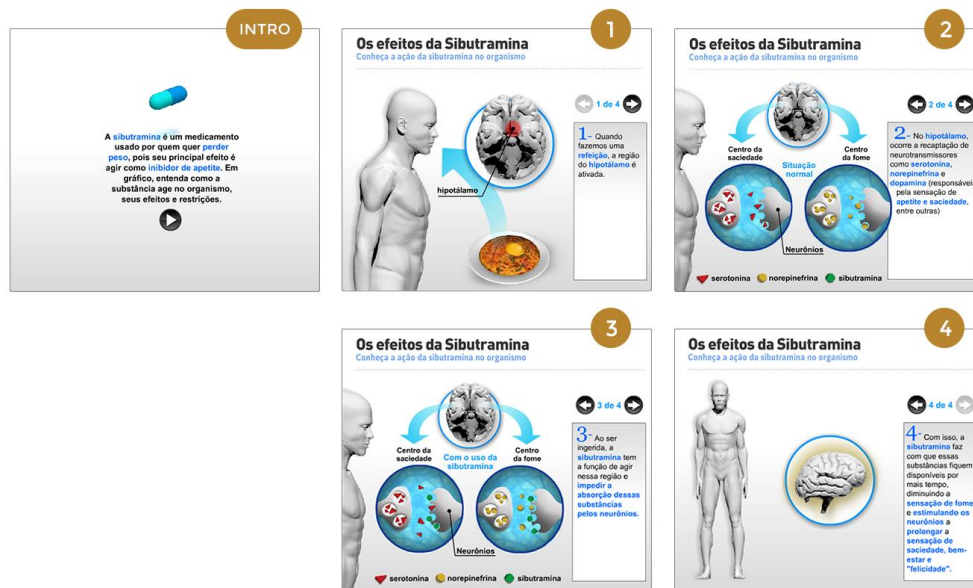 INTRO
A sibutramina é um medicamento
usado por quem quer perder
peso, pois seu principal efeito é
agir como inibidor de apetite. Em
gráfico, entenda como a
substância age no organismo,
seus efeitos e restrições.
1
Os efeitos da Sibutramina
Conheça a ação da sibutramina no organismo
1 de 4
1- Quando
fazemos uma
refeição, a região
do hipotálamo é
ativada.
hipotálamo
2
Os efeitos da Sibutramina
Conheça a ação da sibutramina no organismo
2 de 4
Centro da
saciedade
Situação
normal
Centro
da fome
Neurônios
2- No hipotálamo,
ocorre a recaptação de
neurotransmissores
como serotonina,
norepinefrina e
dopamina (responsáveis
pela sensação de
apetite e saciedade,
entre outras)
serotonina norepinefrina sibutramina
3
Os efeitos da Sibutramina
Conheça a ação da sibutramina no organismo
3 de 4
Centro da
saciedade
Com o uso da
sibutramina
Centro
da fome
Neurônios
3- Ao ser
ingerida, a
sibutramina tem
a função de agir
nessa região e
impedir a
absorção dessas
substâncias
pelos neurônios.
serotonina norepinefrina sibutramina
4
Os efeitos da Sibutramina
Conheça a ação da sibutramina no organismo
4 de 4
4- Com isso, a
sibutramina faz
com que essas
substâncias fiquem
disponíveis por
mais tempo,
diminuindo a
sensação de fome
e estimulando os
neurônios a
prolongar a
sensação de
saciedade, bem-
estar e
"felicidade".